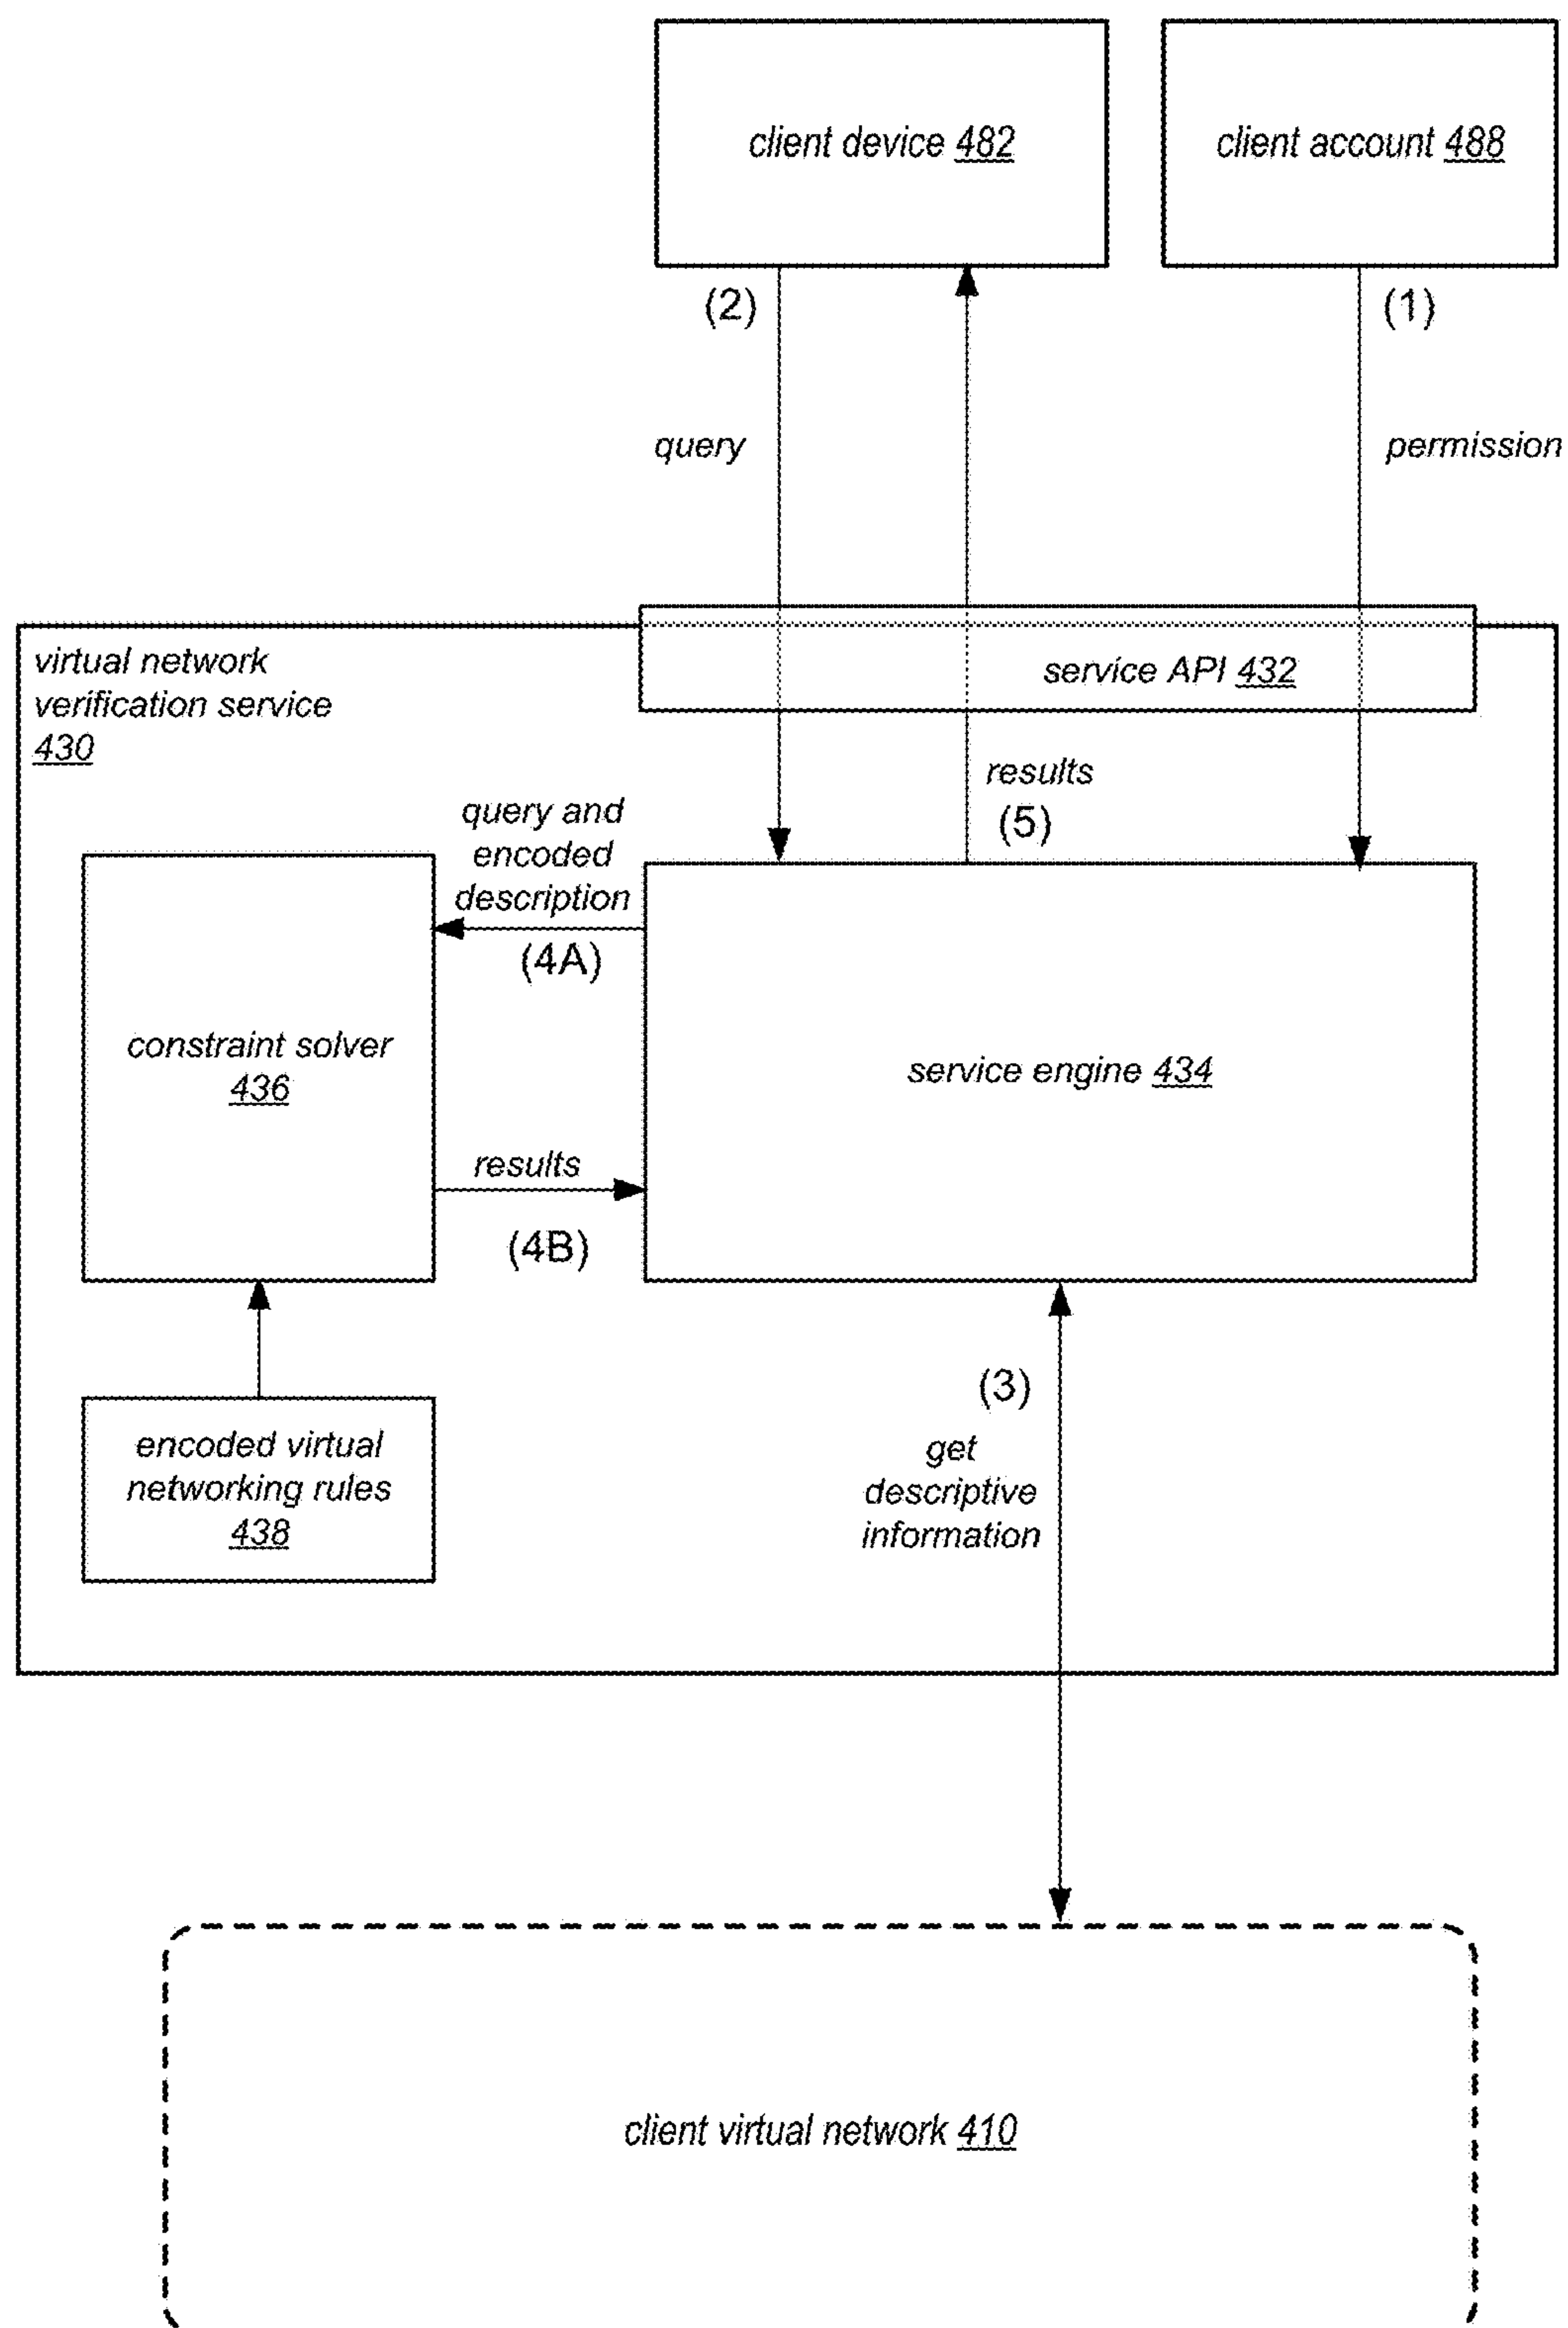 client device 482
client account 488
(2)
(1)
query
permission
virtual network
verification service
430
service API 432
results
(5)
query and
encoded
description
(4A)
constraint solver
436
service engine 434
results
(4B)
(3)
get
descriptive
information
encoded virtual
networking rules
438
client virtual network 410